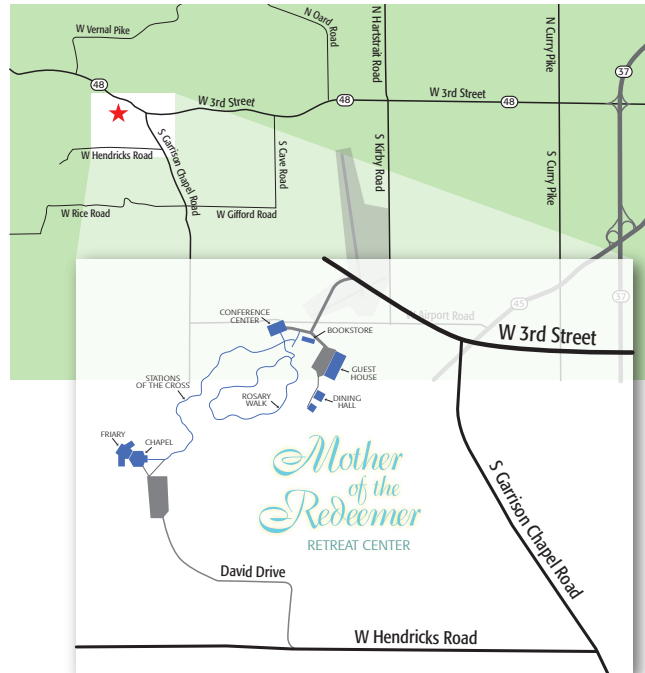 W Vernal Pike
N Oard Road
N Hartstrait Road
N Curry Pike
37
48
W 3rd Street
48
W 3rd Street
48
S Garrison Chapel Road
S Cave Road
S Kirby Road
S Curry Pike
W Hendricks Road
W Rice Road
W Gifford Road
45
37
Airport Road
W 3rd Street
CONFERENCE
CENTER
BOOKSTORE
GUEST
HOUSE
STATIONS
OF THE CROSS
ROSARY
WALK
DINING
HALL
FRIARY
CHAPEL
Mother
of the
Redeemer
RETREAT CENTER
S Garrison Chapel Road
David Drive
W Hendricks Road